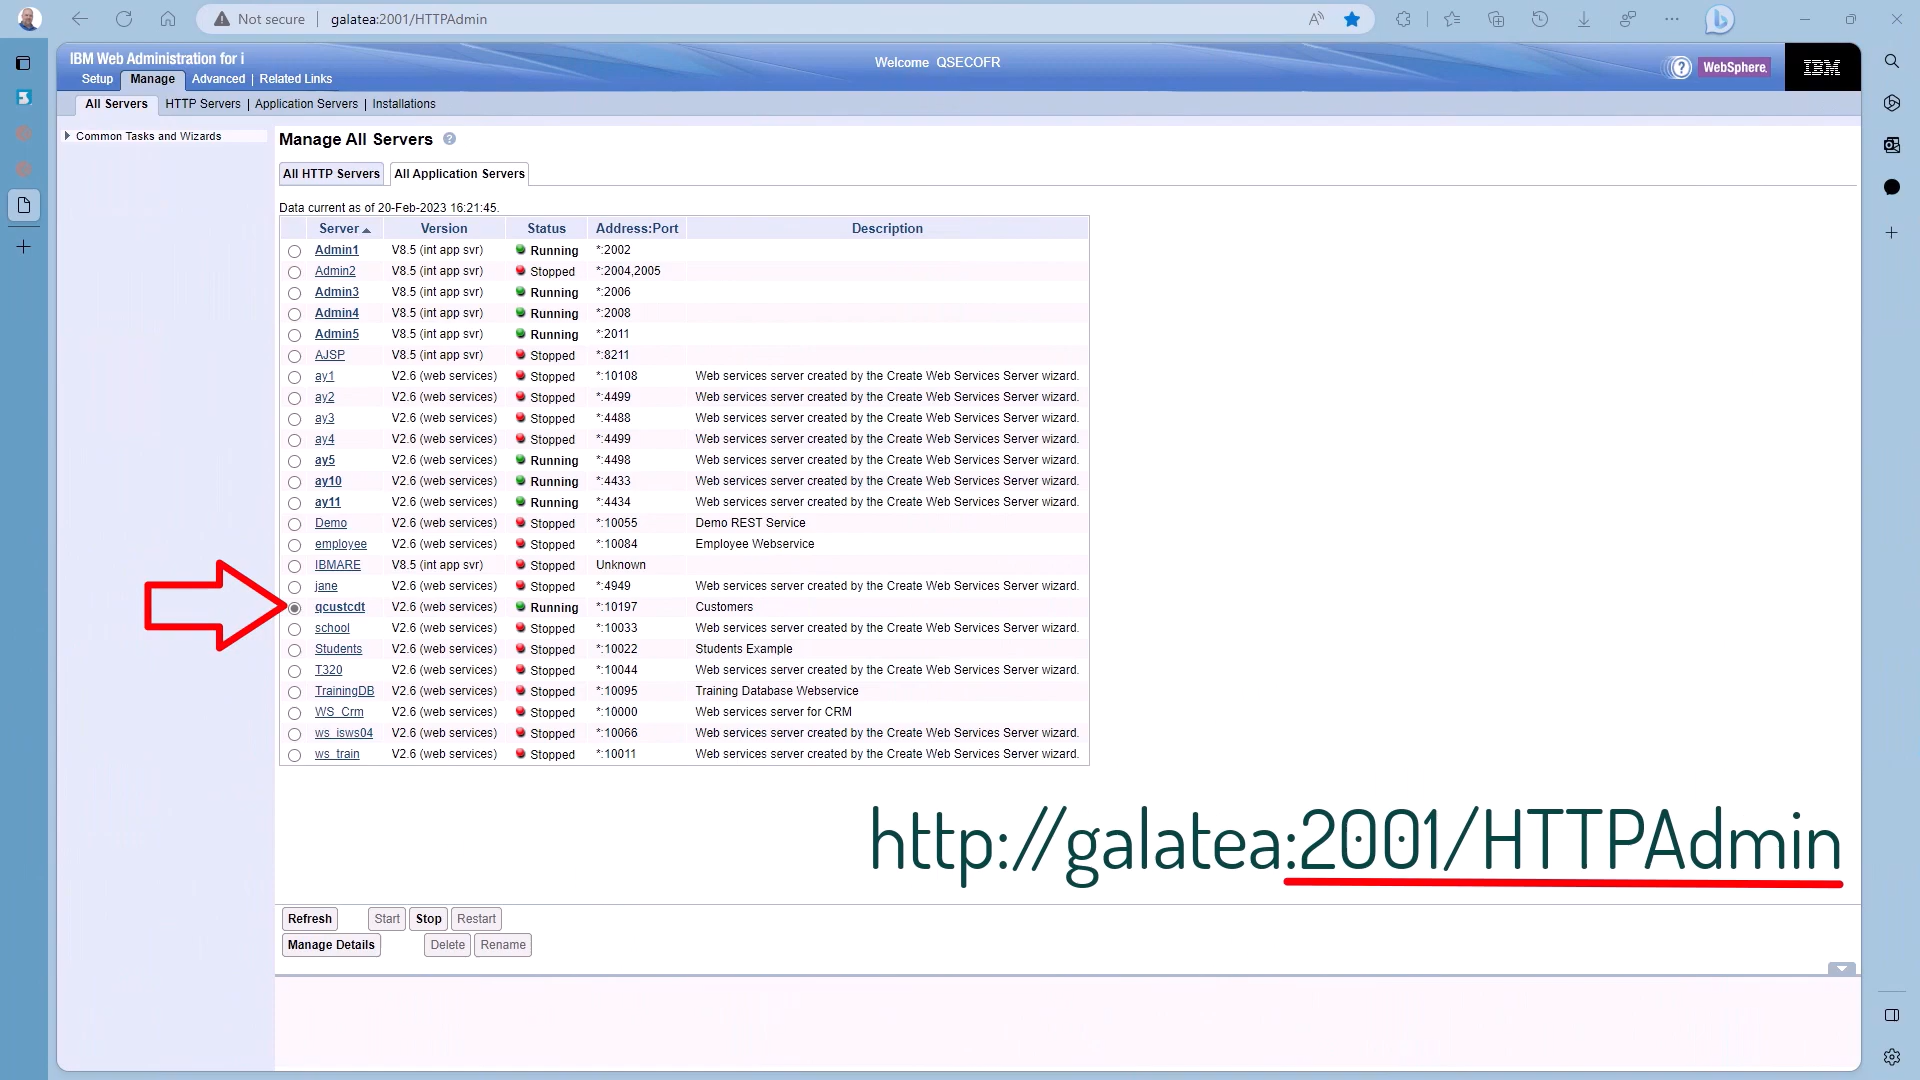 Not secure | galatea:2001/HTTPAdmin
IBM Web Administration for i
Setup Manage Advanced | Related Links
Welcome QSECOFR
WebSphere.
IBM
All Servers HTTP Servers | Application Servers | Installations
Common Tasks and Wizards
Manage All Servers
All HTTP Servers All Application Servers
Data current as of 20-Feb-2023 16:21:45.
Server Version Status Address:Port Description
Admin1 V8.5 (int app svr) Running *:2002
Admin2 V8.5 (int app svr) Stopped *:2004,2005
Admin3 V8.5 (int app svr) Running *:2006
Admin4 V8.5 (int app svr) Running *:2008
Admin5 V8.5 (int app svr) Running *:2011
AJSP V8.5 (int app svr) Stopped *:8211
ay1 V2.6 (web services) Stopped *:10108 Web services server created by the Create Web Services Server wizard.
ay2 V2.6 (web services) Stopped *:4499 Web services server created by the Create Web Services Server wizard.
ay3 V2.6 (web services) Stopped *:4488 Web services server created by the Create Web Services Server wizard.
ay4 V2.6 (web services) Stopped *:4499 Web services server created by the Create Web Services Server wizard.
ay5 V2.6 (web services) Running *:4498 Web services server created by the Create Web Services Server wizard.
ay10 V2.6 (web services) Running *:4433 Web services server created by the Create Web Services Server wizard.
ay11 V2.6 (web services) Running *:4434 Web services server created by the Create Web Services Server wizard.
Demo V2.6 (web services) Stopped *:10055 Demo REST Service
employee V2.6 (web services) Stopped *:10084 Employee Webservice
IBMARE V8.5 (int app svr) Stopped Unknown
jane V2.6 (web services) Stopped *:4949 Web services server created by the Create Web Services Server wizard.
qcustcdt V2.6 (web services) Running *:10197 Customers
school V2.6 (web services) Stopped *:10033 Web services server created by the Create Web Services Server wizard.
Students V2.6 (web services) Stopped *:10022 Students Example
T320 V2.6 (web services) Stopped *:10044 Web services server created by the Create Web Services Server wizard.
TrainingDB V2.6 (web services) Stopped *:10095 Training Database Webservice
WS_Crm V2.6 (web services) Stopped *:10000 Web services server for CRM
ws_isws04 V2.6 (web services) Stopped *:10066 Web services server created by the Create Web Services Server wizard.
ws_train V2.6 (web services) Stopped *:10011 Web services server created by the Create Web Services Server wizard.
http://galatea:2001/HTTPAdmin
Refresh Start Stop Restart
Manage Details Delete Rename